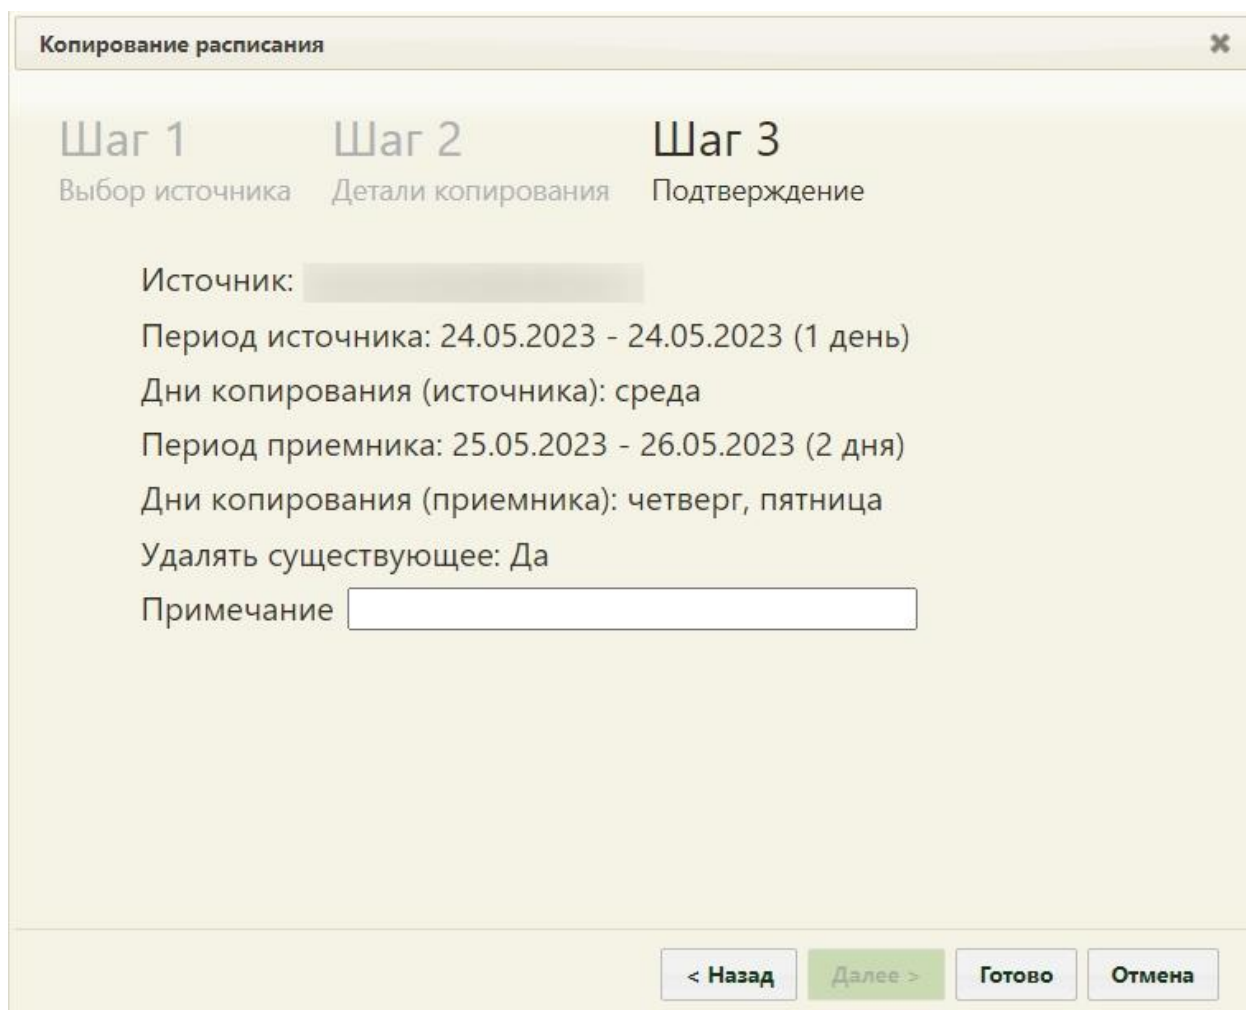 Копирование расписания
Шаг 1 Шаг 2 Шаг 3
Выбор источника Детали копирования Подтверждение
Источник:
Период источника: 24.05.2023 - 24.05.2023 (1 день)
Дни копирования (источника): среда
Период приемника: 25.05.2023 - 26.05.2023 (2 дня)
Дни копирования (приемника): четверг, пятница
Удалять существующее: Да
Примечание
< Назад Далее > Готово Отмена